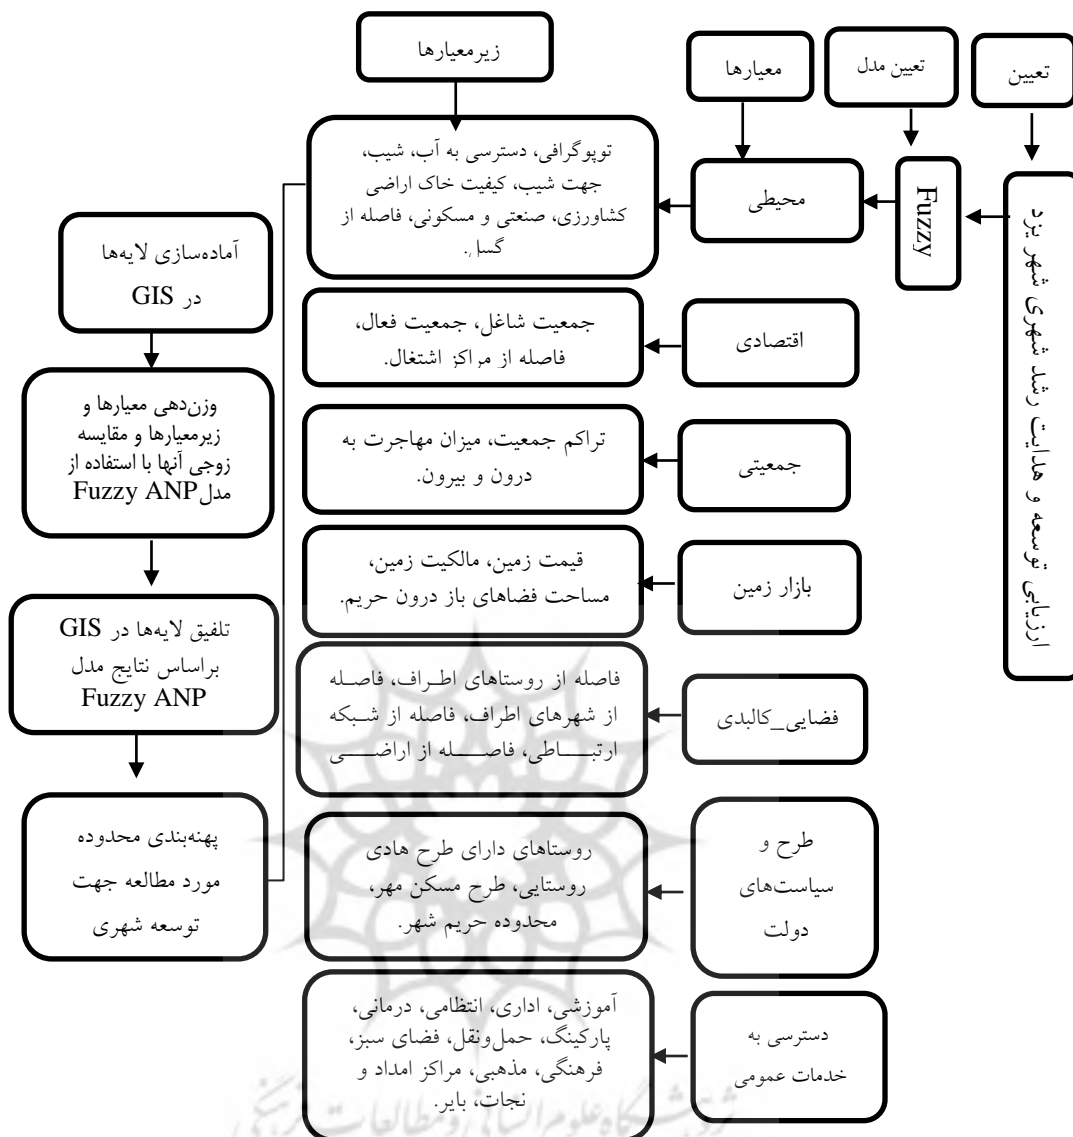 تعیین
تعیین مدل
معیارها
زیرمعیارها
ارزیابی توسعه و هدایت رشد شهری شهر یزد
Fuzzy
محیطی
توپوگرافی، دسترسی به آب، شیب،
جهت شیب، کیفیت خاک اراضی
کشاورزی، صنعتی و مسکونی، فاصله از
گسل.
اقتصادی
جمعیت شاغل، جمعیت فعال،
فاصله از مراکز اشتغال.
جمعیتی
تراکم جمعیت، میزان مهاجرت به
درون و بیرون.
بازار زمین
قیمت زمین، مالکیت زمین،
مساحت فضاهای باز درون حریم.
فضایی_کالبدی
فاصله از روستاهای اطراف، فاصله
از شهرهای اطراف، فاصله از شبکه
ارتباطی، فاصله از اراضی
طرح و
سیاست‌های
دولت
روستاهای دارای طرح هادی
روستایی، طرح مسکن مهر،
محدوده حریم شهر.
دسترسی به
خدمات عمومی
آموزشی، اداری، انتظامی، درمانی،
پارکینگ، حمل‌ونقل، فضای سبز،
فرهنگی، مذهبی، مراکز امداد و
نجات، بایر.
آماده‌سازی لایه‌ها
در GIS
وزن‌دهی معیارها و
زیرمعیارها و مقایسه
زوجی آنها با استفاده از
مدل Fuzzy ANP
تلفیق لایه‌ها در GIS
براساس نتایج مدل
Fuzzy ANP
پهنه‌بندی محدوده
مورد مطالعه جهت
توسعه شهری
پژوهشگاه علوم انسانی و مطالعات فرهنگی